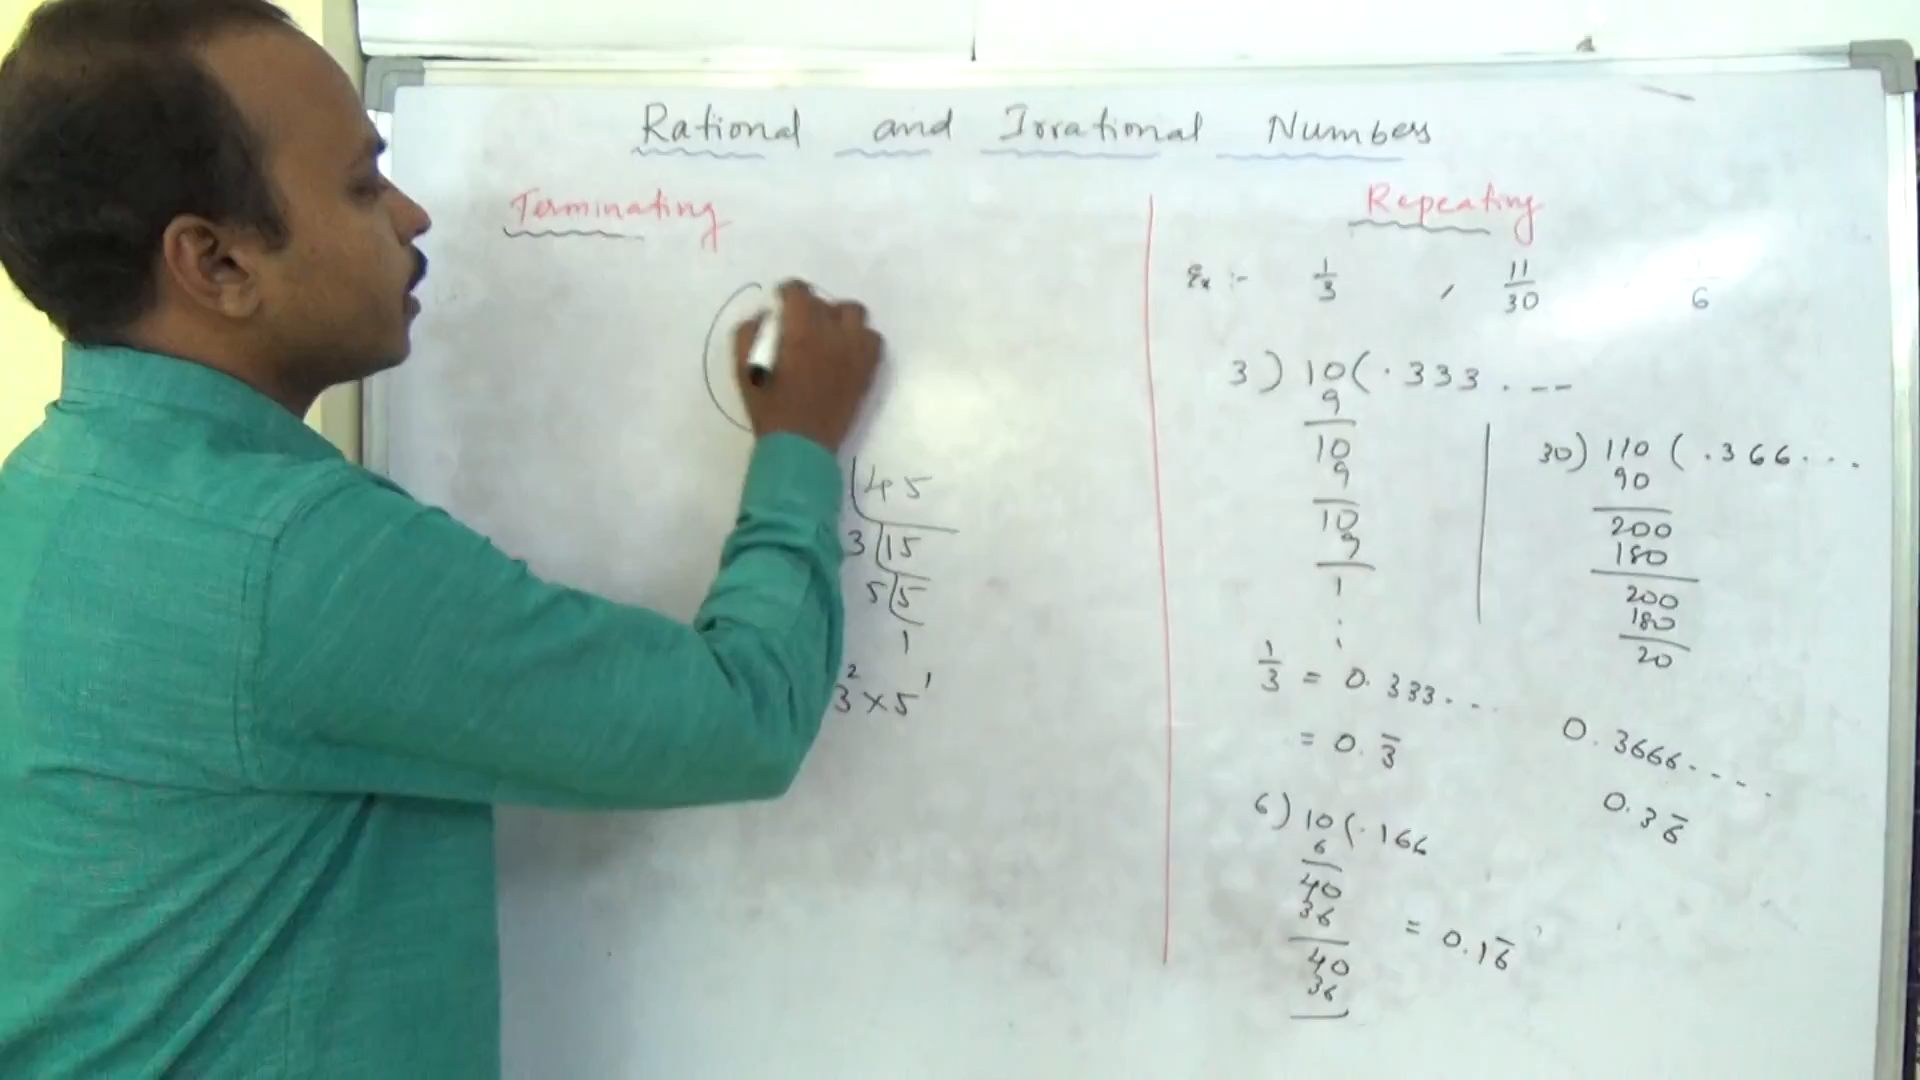 Rational and Irrational Numbers
Terminating
45
3 15
5 5
1
3² × 5¹
Repeating
Ex :- 1/3 , 11/30 6
3 ) 10 ( .333 . --
9
10
9
10
9
1
:
1/3 = 0.333...
= 0.3̅
30 ) 110 ( .366...
90
200
180
200
180
20
0.3666....
0.36̅
6 ) 10 ( .166
6
40
36
40
36
= 0.16̅